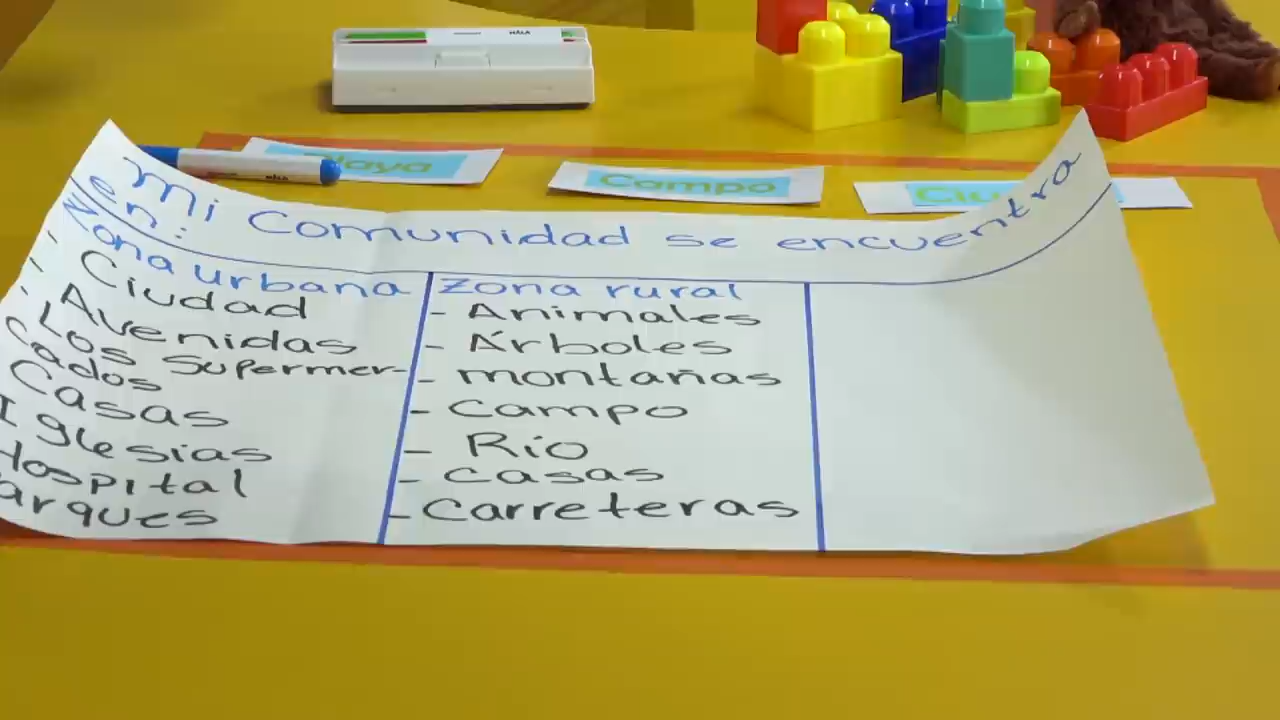 Playa
Campo
Mi Comunidad se encuentra
en:
Zona urbana
- Ciudad
- Avenidas
- Los Supermer-
cados
Casas
Iglesias
Hospital
arques
Zona rural
- Animales
- Árboles
- montañas
- Campo
- Río
- Casas
- Carreteras